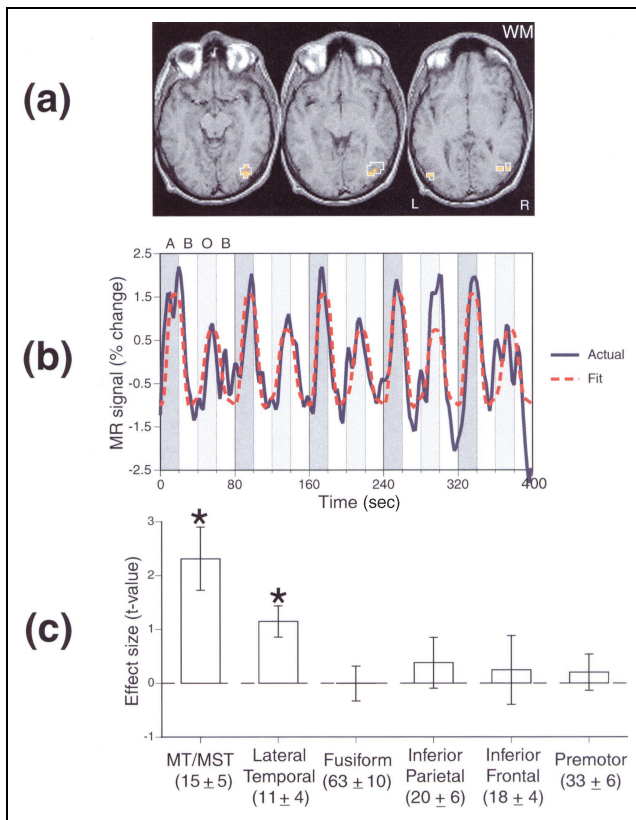 (a)
WM
L
R
(b)
A B O B
MR signal (% change)
2.5
1.5
0.5
-0.5
-1.5
-2.5
0 80 160 240 320 400
Time (sec)
Actual
Fit
(c)
Effect size (t-value)
3
2
1
0
-1
*
*
MT/MST
(15 ± 5)
Lateral
Temporal
(11 ± 4)
Fusiform
(63 ± 10)
Inferior
Parietal
(20 ± 6)
Inferior
Frontal
(18 ± 4)
Premotor
(33 ± 6)